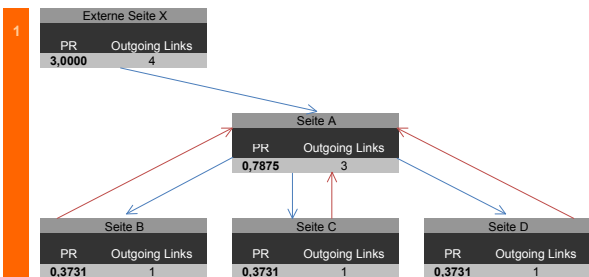 1
Externe Seite X
PR Outgoing Links
3,0000 4
Seite A
PR Outgoing Links
0,7875 3
Seite B Seite C Seite D
PR Outgoing Links PR Outgoing Links PR Outgoing Links
0,3731 1 0,3731 1 0,3731 1